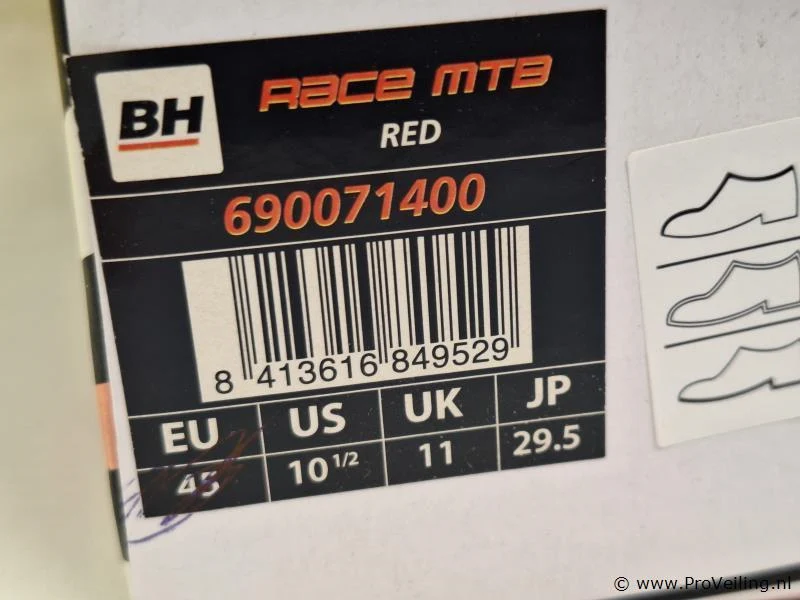 BH
RACE MTB
RED
690071400
8 413616 849529
EU US UK JP
45 10 1/2 11 29.5
© www.ProVeiling.nl